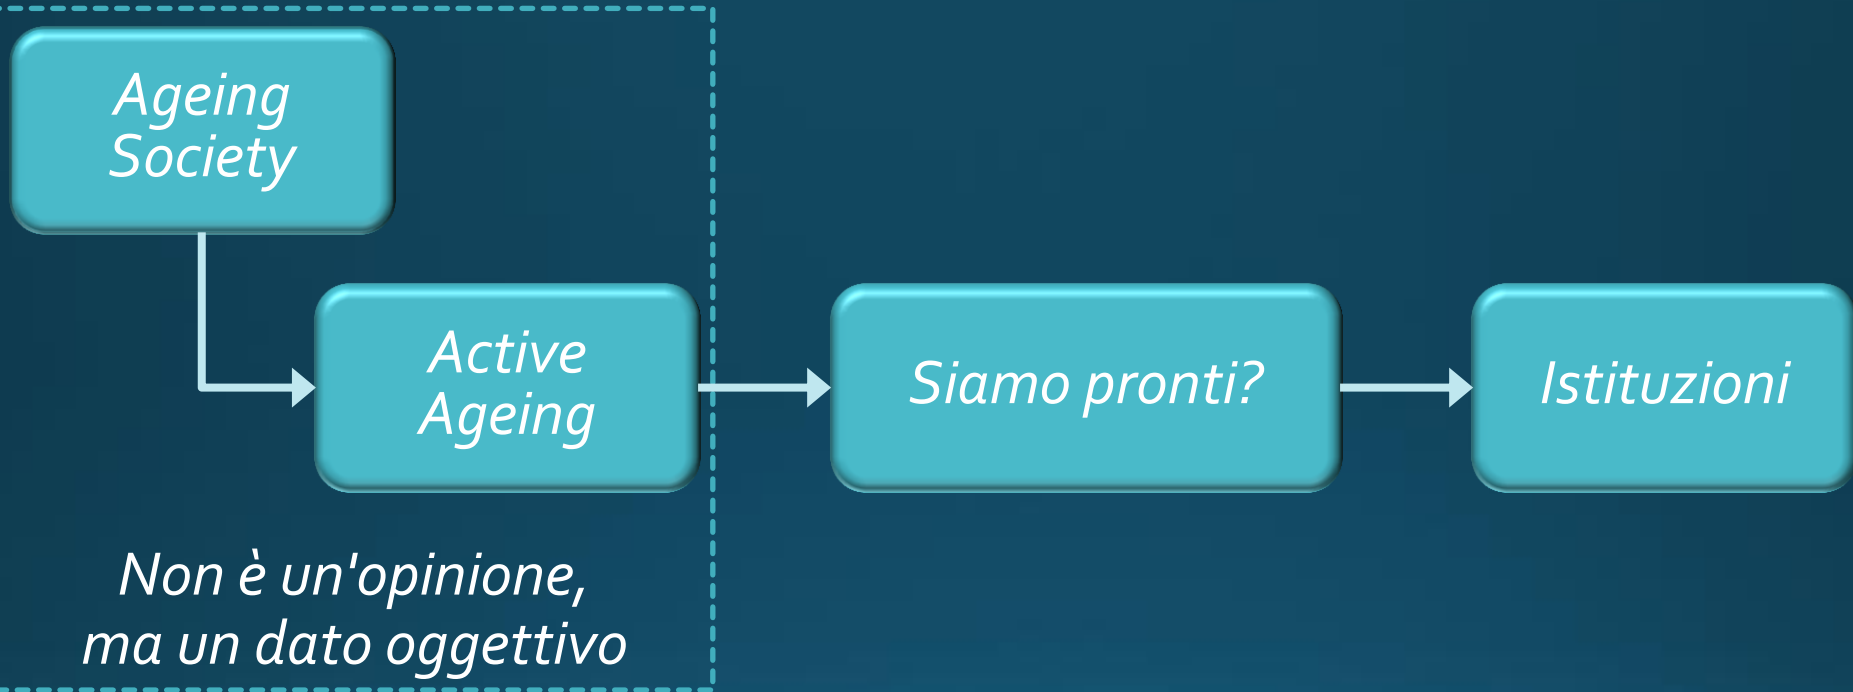 Ageing
Society
Active
Ageing
Siamo pronti?
Istituzioni
Non è un'opinione,
ma un dato oggettivo